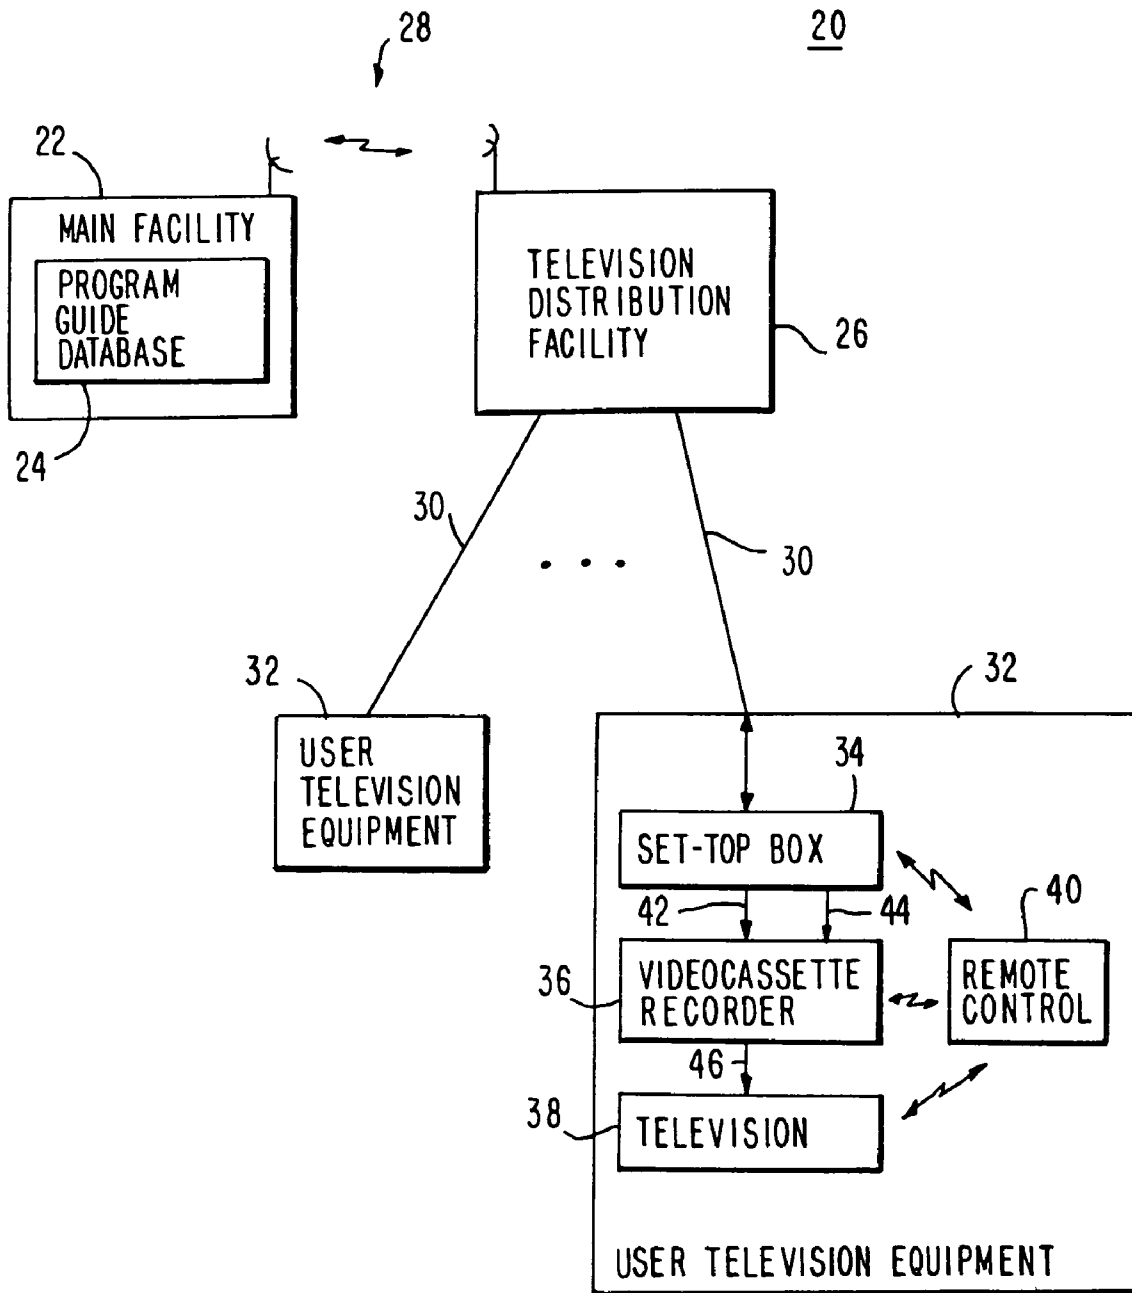 28
20
22
MAIN FACILITY
PROGRAM
GUIDE
DATABASE
24
TELEVISION
DISTRIBUTION
FACILITY
26
30
30
32
USER
TELEVISION
EQUIPMENT
32
34
SET-TOP BOX
42
44
40
36
VIDEOCASSETTE
RECORDER
REMOTE
CONTROL
46
38
TELEVISION
USER TELEVISION EQUIPMENT